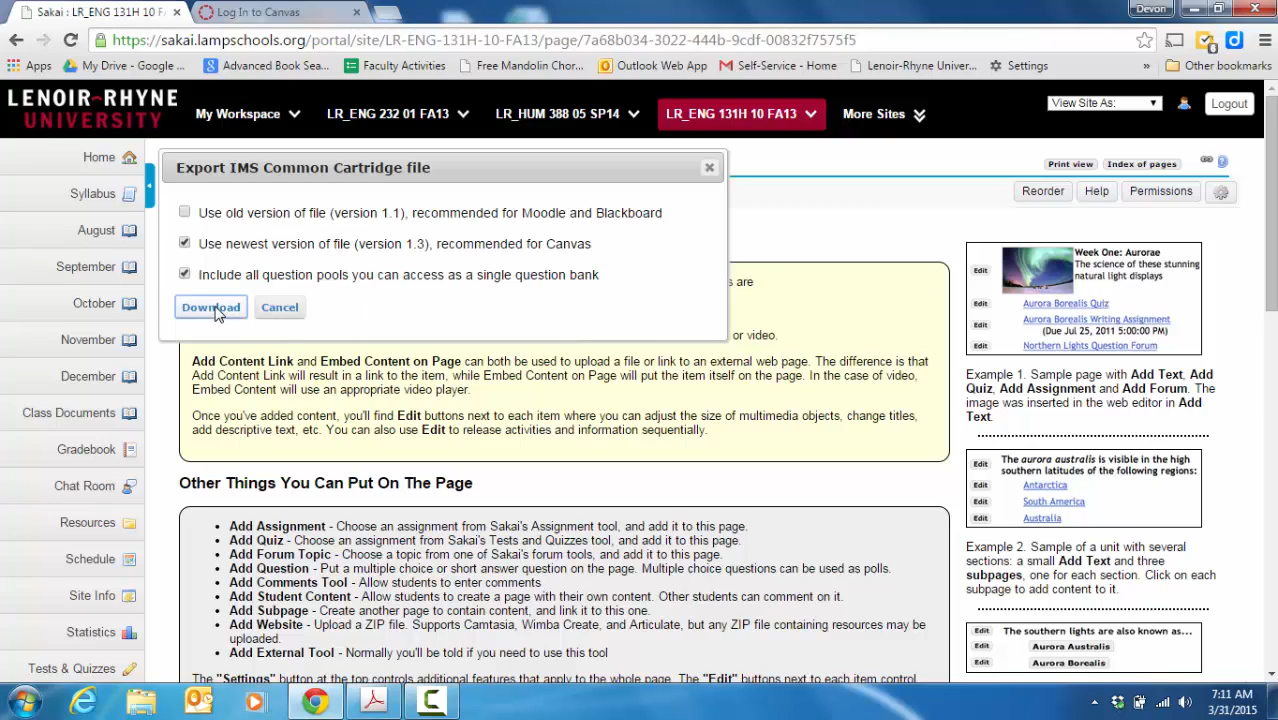 Sakai : LR_ENG 131H 10 F
Log In to Canvas
Devon
https://sakai.lampschools.org/portal/site/LR-ENG-131H-10-FA13/page/7a68b034-3022-444b-9cdf-00832f7575f5
Apps
My Drive - Google ...
Advanced Book Sea...
Faculty Activities
Free Mandolin Chor...
Outlook Web App
Self-Service - Home
Lenoir-Rhyne Univer...
Settings
»
Other bookmarks
LENOIR-RHYNE
UNIVERSITY
My Workspace
LR_ENG 232 01 FA13
LR_HUM 388 05 SP14
LR_ENG 131H 10 FA13
More Sites
View Site As:
Logout
Home
Syllabus
August
September
October
November
December
Class Documents
Gradebook
Chat Room
Resources
Schedule
Site Info
Statistics
Tests & Quizzes
Export IMS Common Cartridge file
Use old version of file (version 1.1), recommended for Moodle and Blackboard
Use newest version of file (version 1.3), recommended for Canvas
Include all question pools you can access as a single question bank
Download
Cancel
Print view
Index of pages
Reorder
Help
Permissions
s are
or video.
Add Content Link and Embed Content on Page can both be used to upload a file or link to an external web page. The difference is that
Add Content Link will result in a link to the item, while Embed Content on Page will put the item itself on the page. In the case of video,
Embed Content will use an appropriate video player.
Once you've added content, you'll find Edit buttons next to each item where you can adjust the size of multimedia objects, change titles,
add descriptive text, etc. You can also use Edit to release activities and information sequentially.
Other Things You Can Put On The Page
• Add Assignment - Choose an assignment from Sakai's Assignment tool, and add it to this page.
• Add Quiz - Choose an assignment from Sakai's Tests and Quizzes tool, and add it to this page.
• Add Forum Topic - Choose a topic from one of Sakai's forum tools, and add it to this page.
• Add Question - Put a multiple choice or short answer question on the page. Multiple choice questions can be used as polls.
• Add Comments Tool - Allow students to enter comments
• Add Student Content - Allow students to create a page with their own content. Other students can comment on it.
• Add Subpage - Create another page to contain content, and link it to this one.
• Add Website - Upload a ZIP file. Supports Camtasia, Wimba Create, and Articulate, but any ZIP file containing resources may be
uploaded.
• Add External Tool - Normally you'll be told if you need to use this tool
The "Settings" button at the top controls additional features that apply to the whole page. The "Edit" buttons next to each item control
Edit
Week One: Aurorae
The science of these stunning
natural light displays
Edit Aurora Borealis Quiz
Edit Aurora Borealis Writing Assignment
(Due Jul 25, 2011 5:00:00 PM)
Edit Northern Lights Question Forum
Example 1. Sample page with Add Text, Add
Quiz, Add Assignment and Add Forum. The
image was inserted in the web editor in Add
Text.
Edit The aurora australis is visible in the high
southern latitudes of the following regions:
Edit Antarctica
Edit South America
Edit Australia
Example 2. Sample of a unit with several
sections: a small Add Text and three
subpages, one for each section. Click on each
subpage to add content to it.
Edit The southern lights are also known as...
Edit Aurora Australis
Edit Aurora Borealis
7:11 AM
3/31/2015